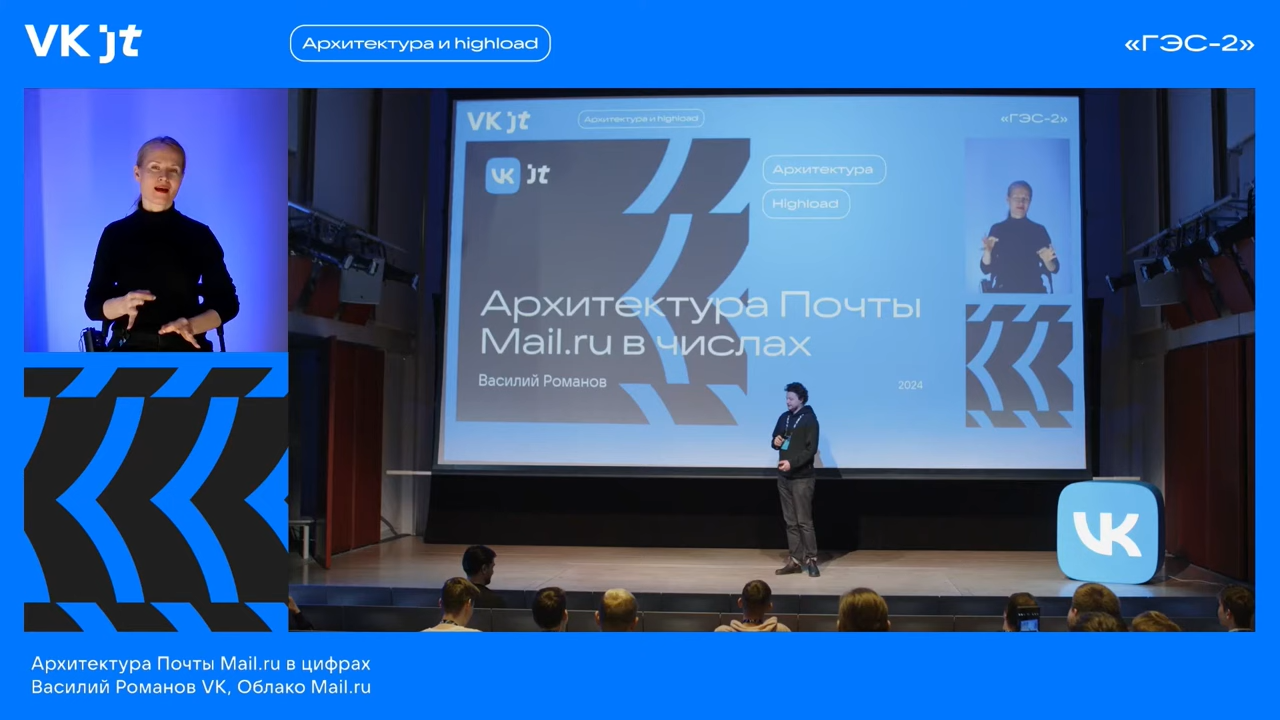 VK jt
Архитектура и highload
«ГЭС-2»
VK jt
Архитектура и highload
«ГЭС-2»
VK jt
Архитектура
Highload
Архитектура Почты
Mail.ru в числах
Василий Романов
2024
VK
Архитектура Почты Mail.ru в цифрах
Василий Романов VK, Облако Mail.ru